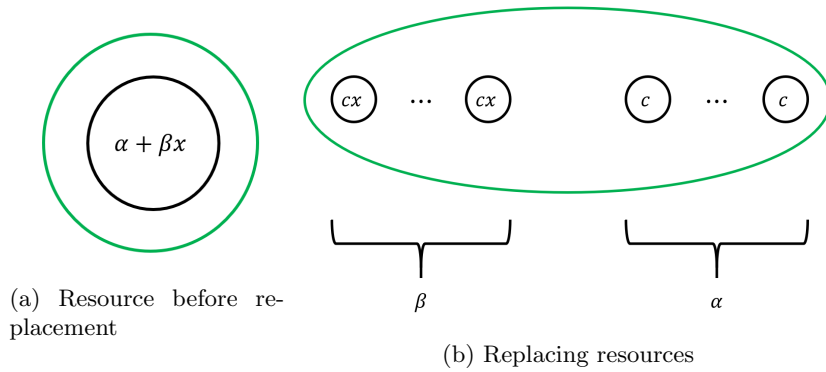 α + βx
cx ... cx
c ... c
β
α
(a) Resource before re-
placement
(b) Replacing resources